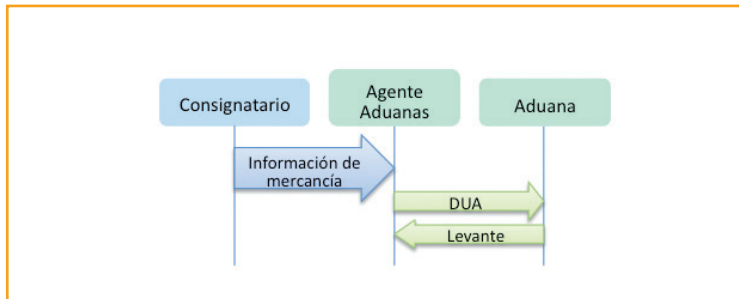 Consignatario
Agente
Aduanas
Aduana
Información de
mercancía
DUA
Levante